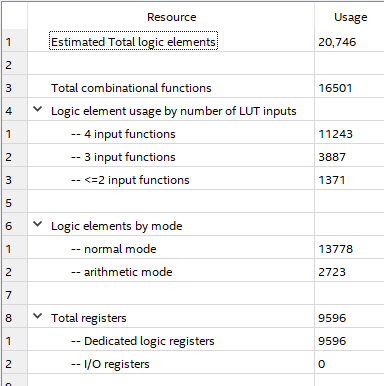 Resource Usage
1 Estimated Total logic elements 20,746
2
3 Total combinational functions 16501
4 Logic element usage by number of LUT inputs
1 -- 4 input functions 11243
2 -- 3 input functions 3887
3 -- <=2 input functions 1371
5
6 Logic elements by mode
1 -- normal mode 13778
2 -- arithmetic mode 2723
7
8 Total registers 9596
1 -- Dedicated logic registers 9596
2 -- I/O registers 0